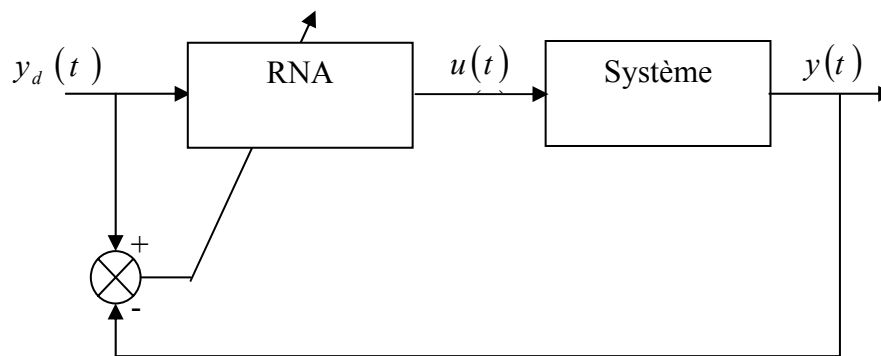 y_d (t)
RNA
u(t)
Système
y(t)
+
-